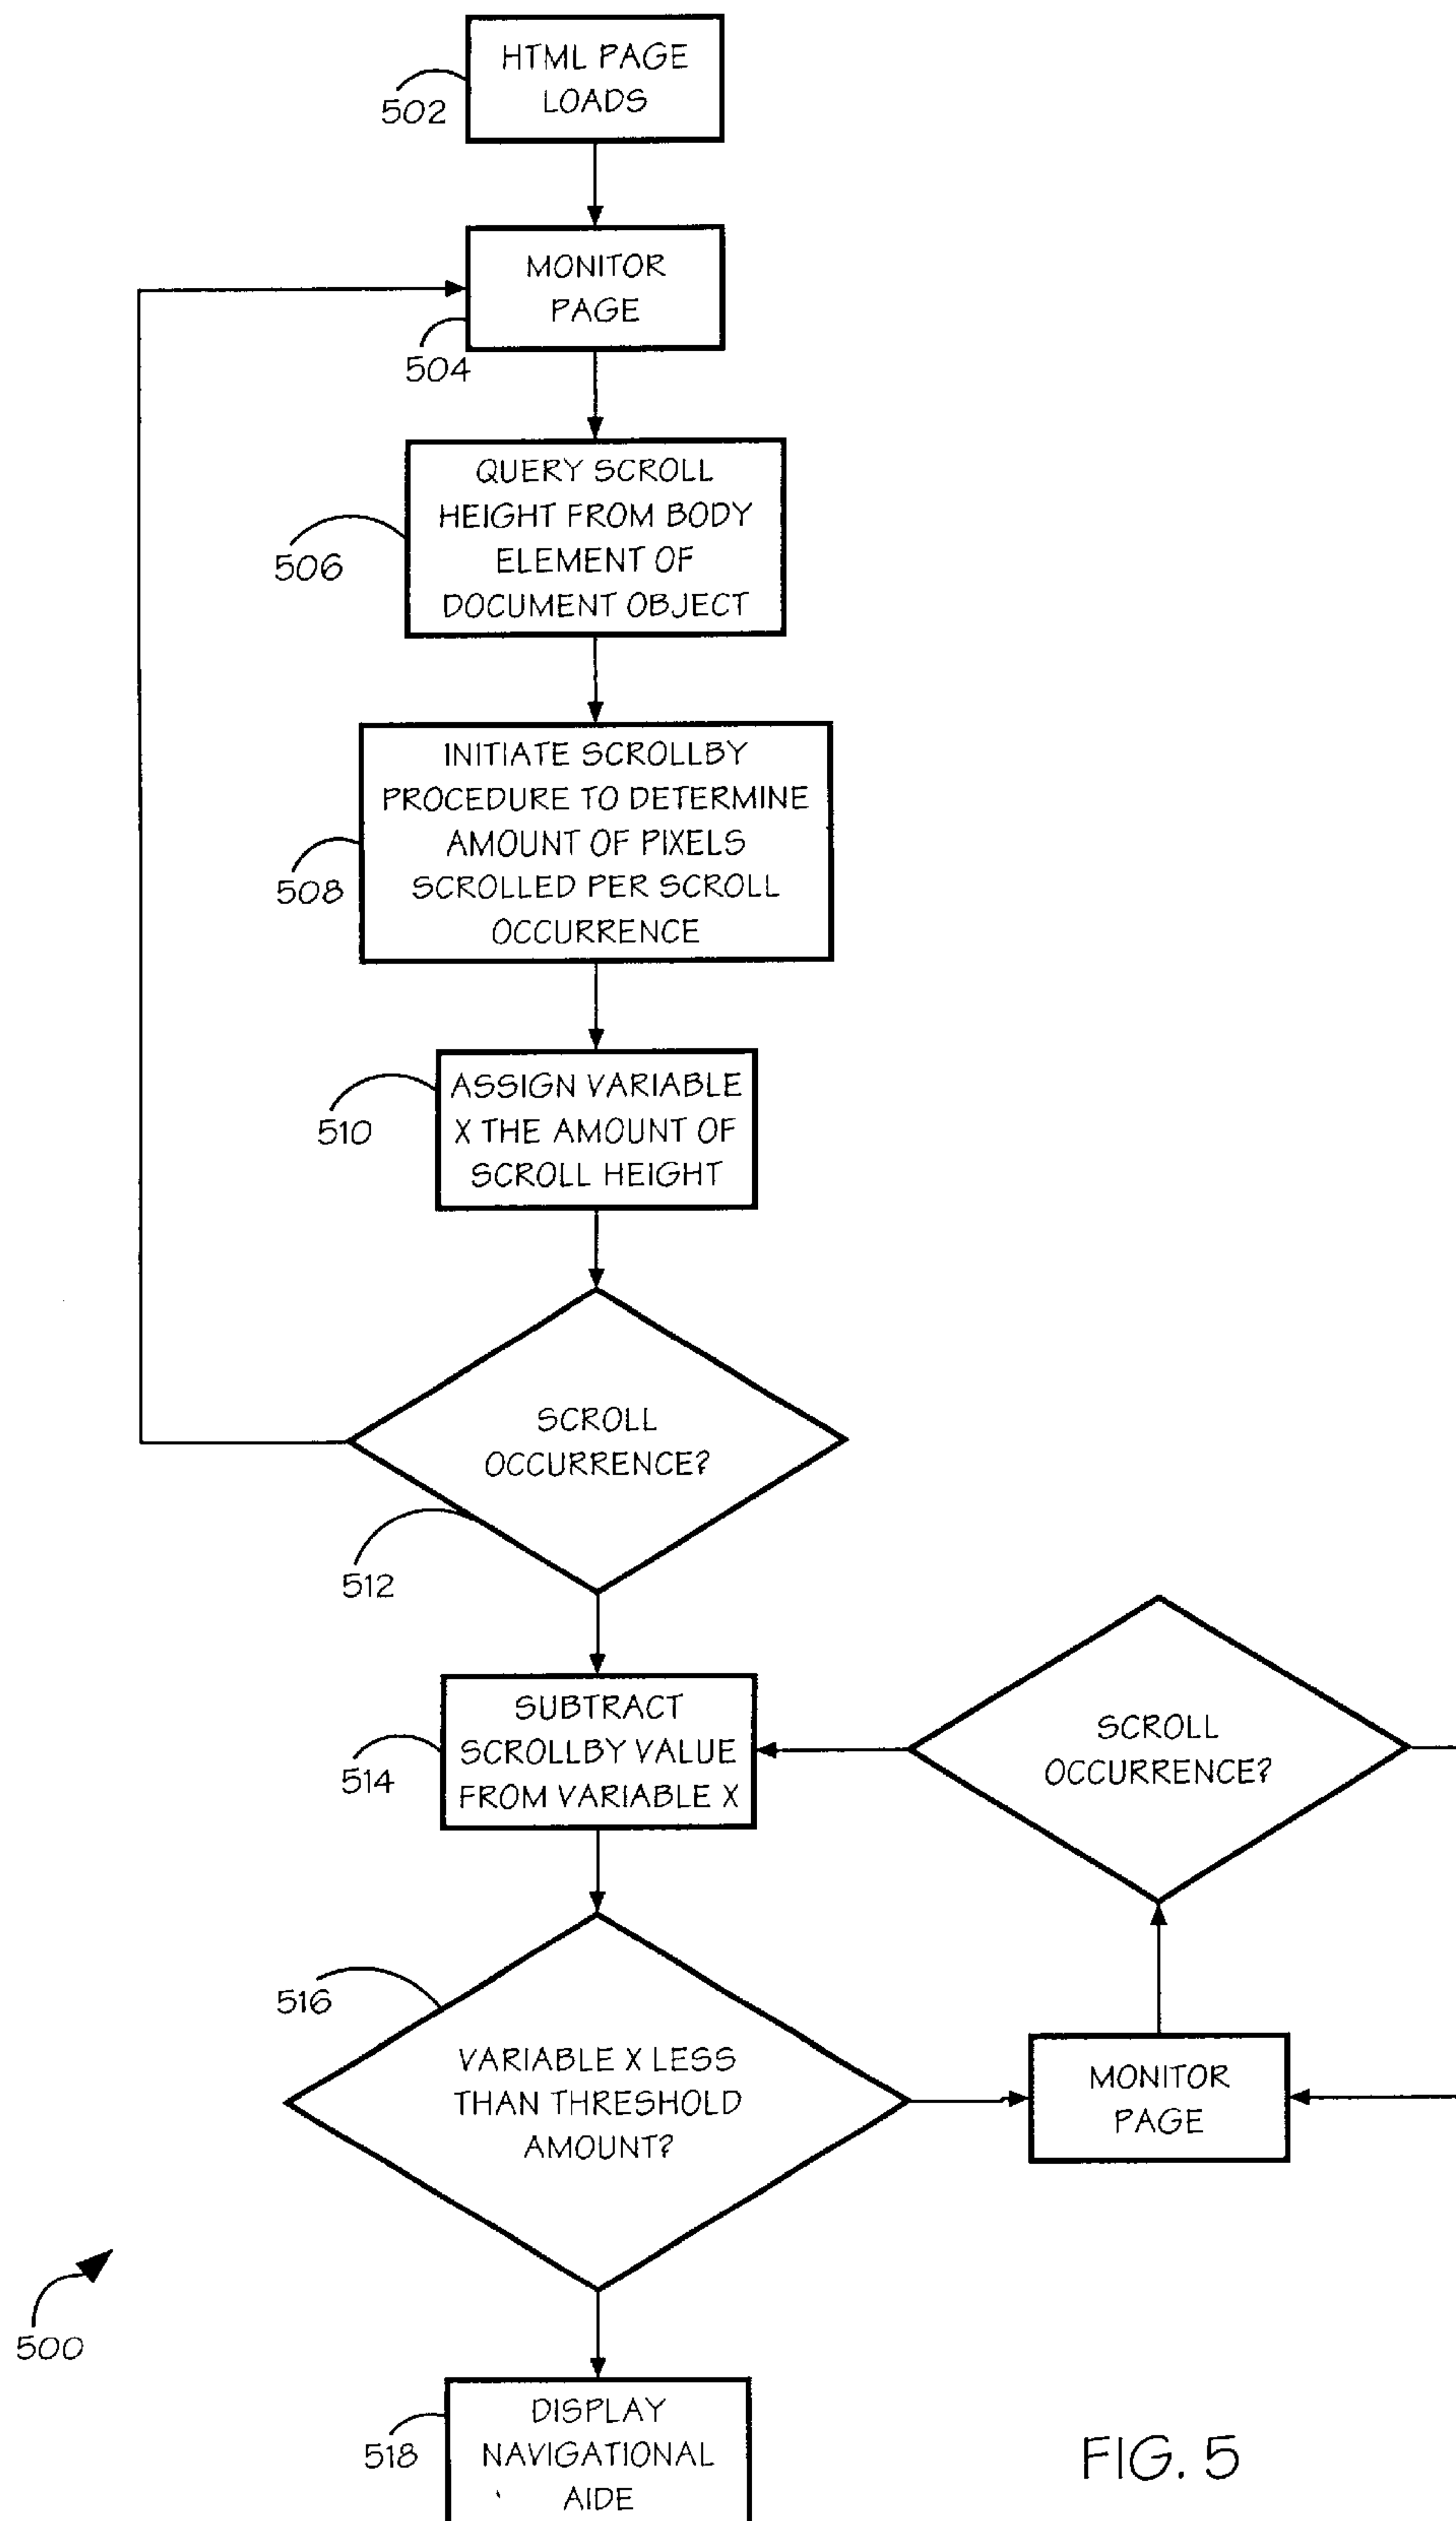 HTML PAGE
LOADS
502
MONITOR
PAGE
504
QUERY SCROLL
HEIGHT FROM BODY
ELEMENT OF
DOCUMENT OBJECT
506
INITIATE SCROLLBY
PROCEDURE TO DETERMINE
AMOUNT OF PIXELS
SCROLLED PER SCROLL
OCCURRENCE
508
ASSIGN VARIABLE
X THE AMOUNT OF
SCROLL HEIGHT
510
SCROLL
OCCURRENCE?
512
SUBTRACT
SCROLLBY VALUE
FROM VARIABLE X
514
SCROLL
OCCURRENCE?
516
VARIABLE X LESS
THAN THRESHOLD
AMOUNT?
MONITOR
PAGE
500
DISPLAY
NAVIGATIONAL
AIDE
518
FIG. 5